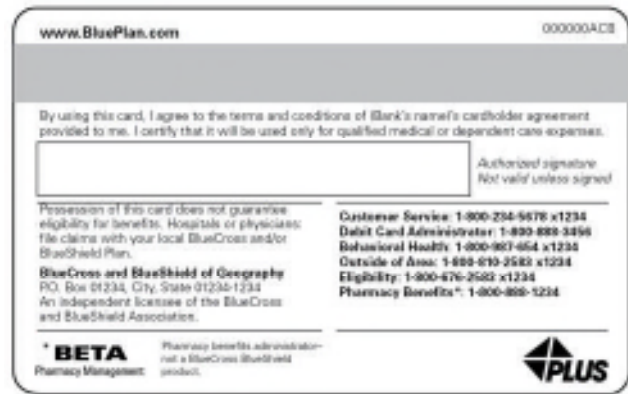 www.BluePlan.com
000000ACB
By using this card, I agree to the terms and conditions of (Bank's name)'s cardholder agreement
provided to me. I certify that it will be used only for qualified medical or dependent care expenses.
Authorized signature
Not valid unless signed
Possession of this card does not guarantee
eligibility for benefits. Hospitals or physicians:
file claims with your local BlueCross and/or
BlueShield Plan.
BlueCross and BlueShield of Geography
P.O. Box 01234, City, State 01234-1234
An independent licensee of the BlueCross
and BlueShield Association.
Customer Service: 1-800-234-5678 x1234
Debit Card Administrator: 1-800-888-3456
Behavioral Health: 1-800-987-654 x1234
Outside of Area: 1-800-810-2583 x1234
Eligibility: 1-800-676-2583 x1234
Pharmacy Benefits*: 1-800-888-1234
* BETA
Pharmacy Management
Pharmacy benefits administrator–
not a BlueCross BlueShield
product.
PLUS